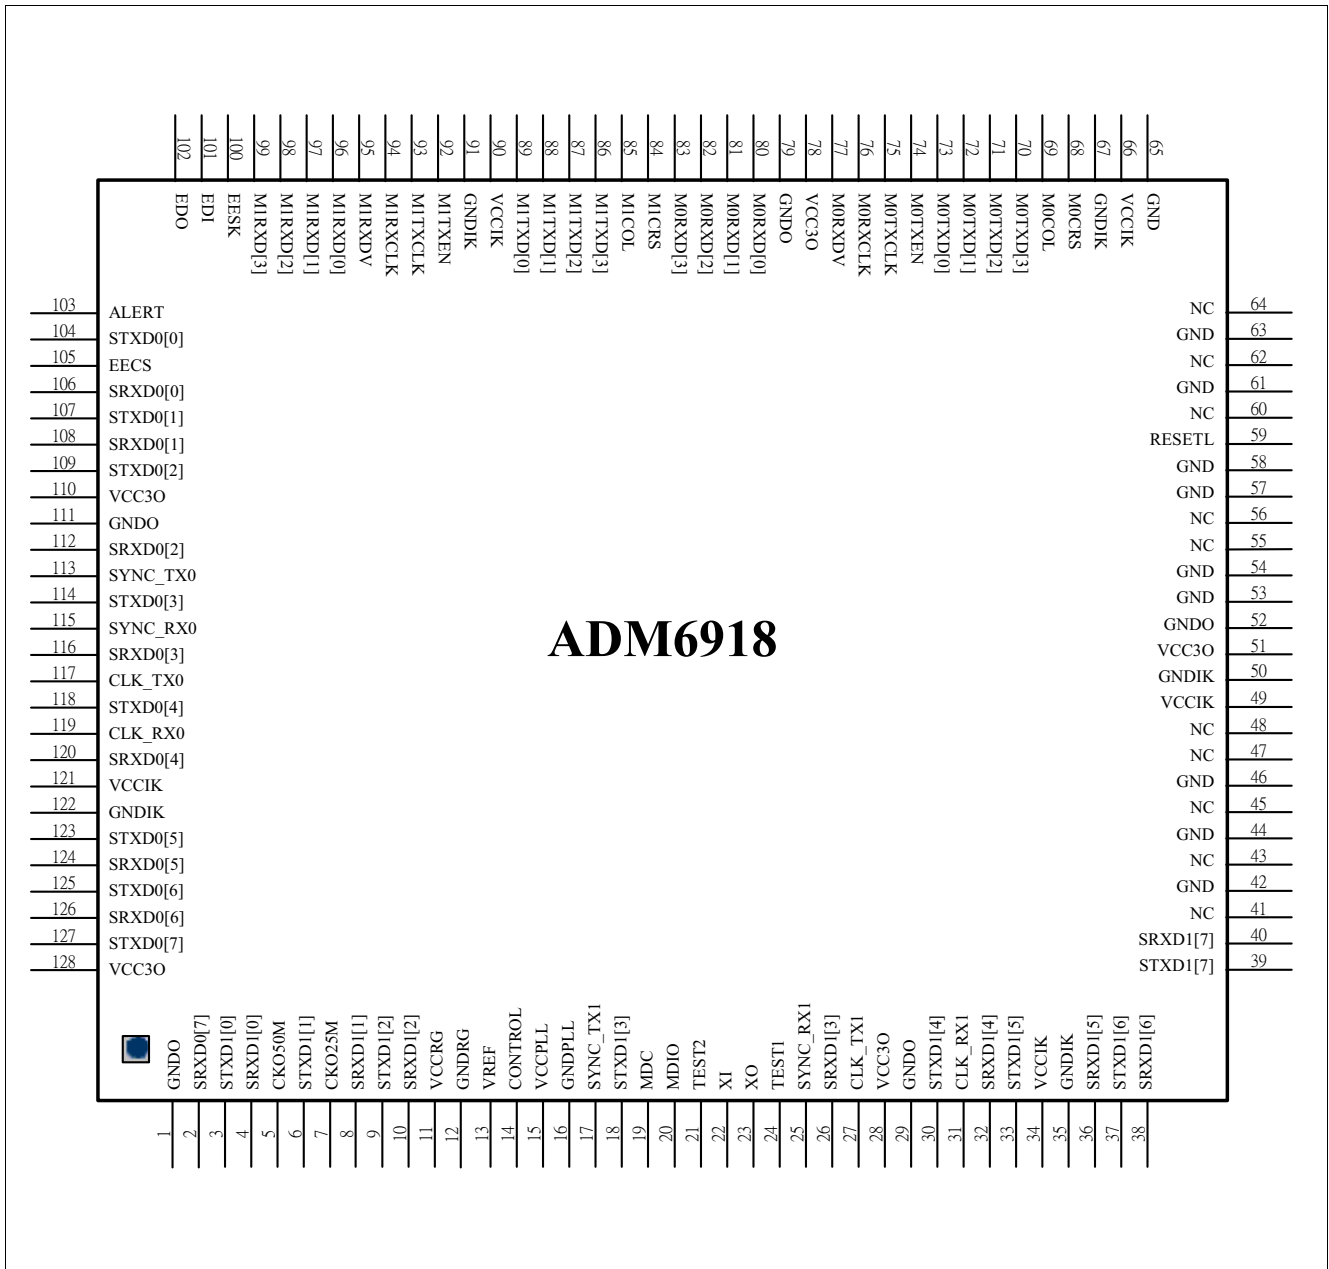 102 101 100 99 98 97 96 95 94 93 92 91 90 89 88 87 86 85 84 83 82 81 80 79 78 77 76 75 74 73 72 71 70 69 68 67 66 65
EDO EDI EESK M1RXD[3] M1RXD[2] M1RXD[1] M1RXD[0] M1RXDV M1RXCLK M1TXCLK M1TXEN GNDIK VCCIK M1TXD[0] M1TXD[1] M1TXD[2] M1TXD[3] M1COL M1CRS M0RXD[3] M0RXD[2] M0RXD[1] M0RXD[0] GNDO VCC3O M0RXDV M0RXCLK M0TXCLK M0TXEN M0TXD[0] M0TXD[1] M0TXD[2] M0TXD[3] M0COL M0CRS GNDIK VCCIK GND
103 ALERT
104 STXD0[0]
105 EECS
106 SRXD0[0]
107 STXD0[1]
108 SRXD0[1]
109 STXD0[2]
110 VCC3O
111 GNDO
112 SRXD0[2]
113 SYNC_TX0
114 STXD0[3]
115 SYNC_RX0
116 SRXD0[3]
117 CLK_TX0
118 STXD0[4]
119 CLK_RX0
120 SRXD0[4]
121 VCCIK
122 GNDIK
123 STXD0[5]
124 SRXD0[5]
125 STXD0[6]
126 SRXD0[6]
127 STXD0[7]
128 VCC3O
ADM6918
NC 64
GND 63
NC 62
GND 61
NC 60
RESETL 59
GND 58
GND 57
NC 56
NC 55
GND 54
GND 53
GNDO 52
VCC3O 51
GNDIK 50
VCCIK 49
NC 48
NC 47
GND 46
NC 45
GND 44
NC 43
GND 42
NC 41
SRXD1[7] 40
STXD1[7] 39
GNDO SRXD0[7] STXD1[0] SRXD1[0] CKO50M STXD1[1] CKO25M SRXD1[1] STXD1[2] SRXD1[2] VCCRG GNDRG VREF CONTROL VCCPLL GNDPLL SYNC_TX1 STXD1[3] MDC MDIO TEST2 XI XO TEST1 SYNC_RX1 SRXD1[3] CLK_TX1 VCC3O GNDO STXD1[4] CLK_RX1 SRXD1[4] STXD1[5] VCCIK GNDIK SRXD1[5] STXD1[6] SRXD1[6]
1 2 3 4 5 6 7 8 9 10 11 12 13 14 15 16 17 18 19 20 21 22 23 24 25 26 27 28 29 30 31 32 33 34 35 36 37 38